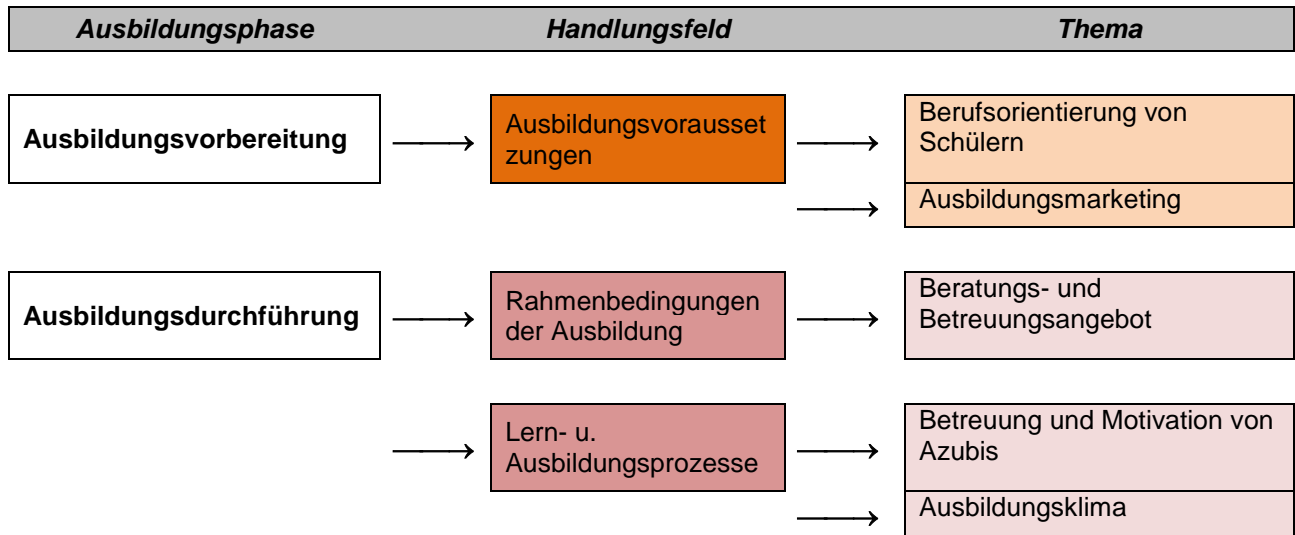 Ausbildungsphase Handlungsfeld Thema
Ausbildungsvorbereitung
Ausbildungsvorausset
zungen
Berufsorientierung von
Schülern
Ausbildungsmarketing
Ausbildungsdurchführung
Rahmenbedingungen
der Ausbildung
Beratungs- und
Betreuungsangebot
Lern- u.
Ausbildungsprozesse
Betreuung und Motivation von
Azubis
Ausbildungsklima